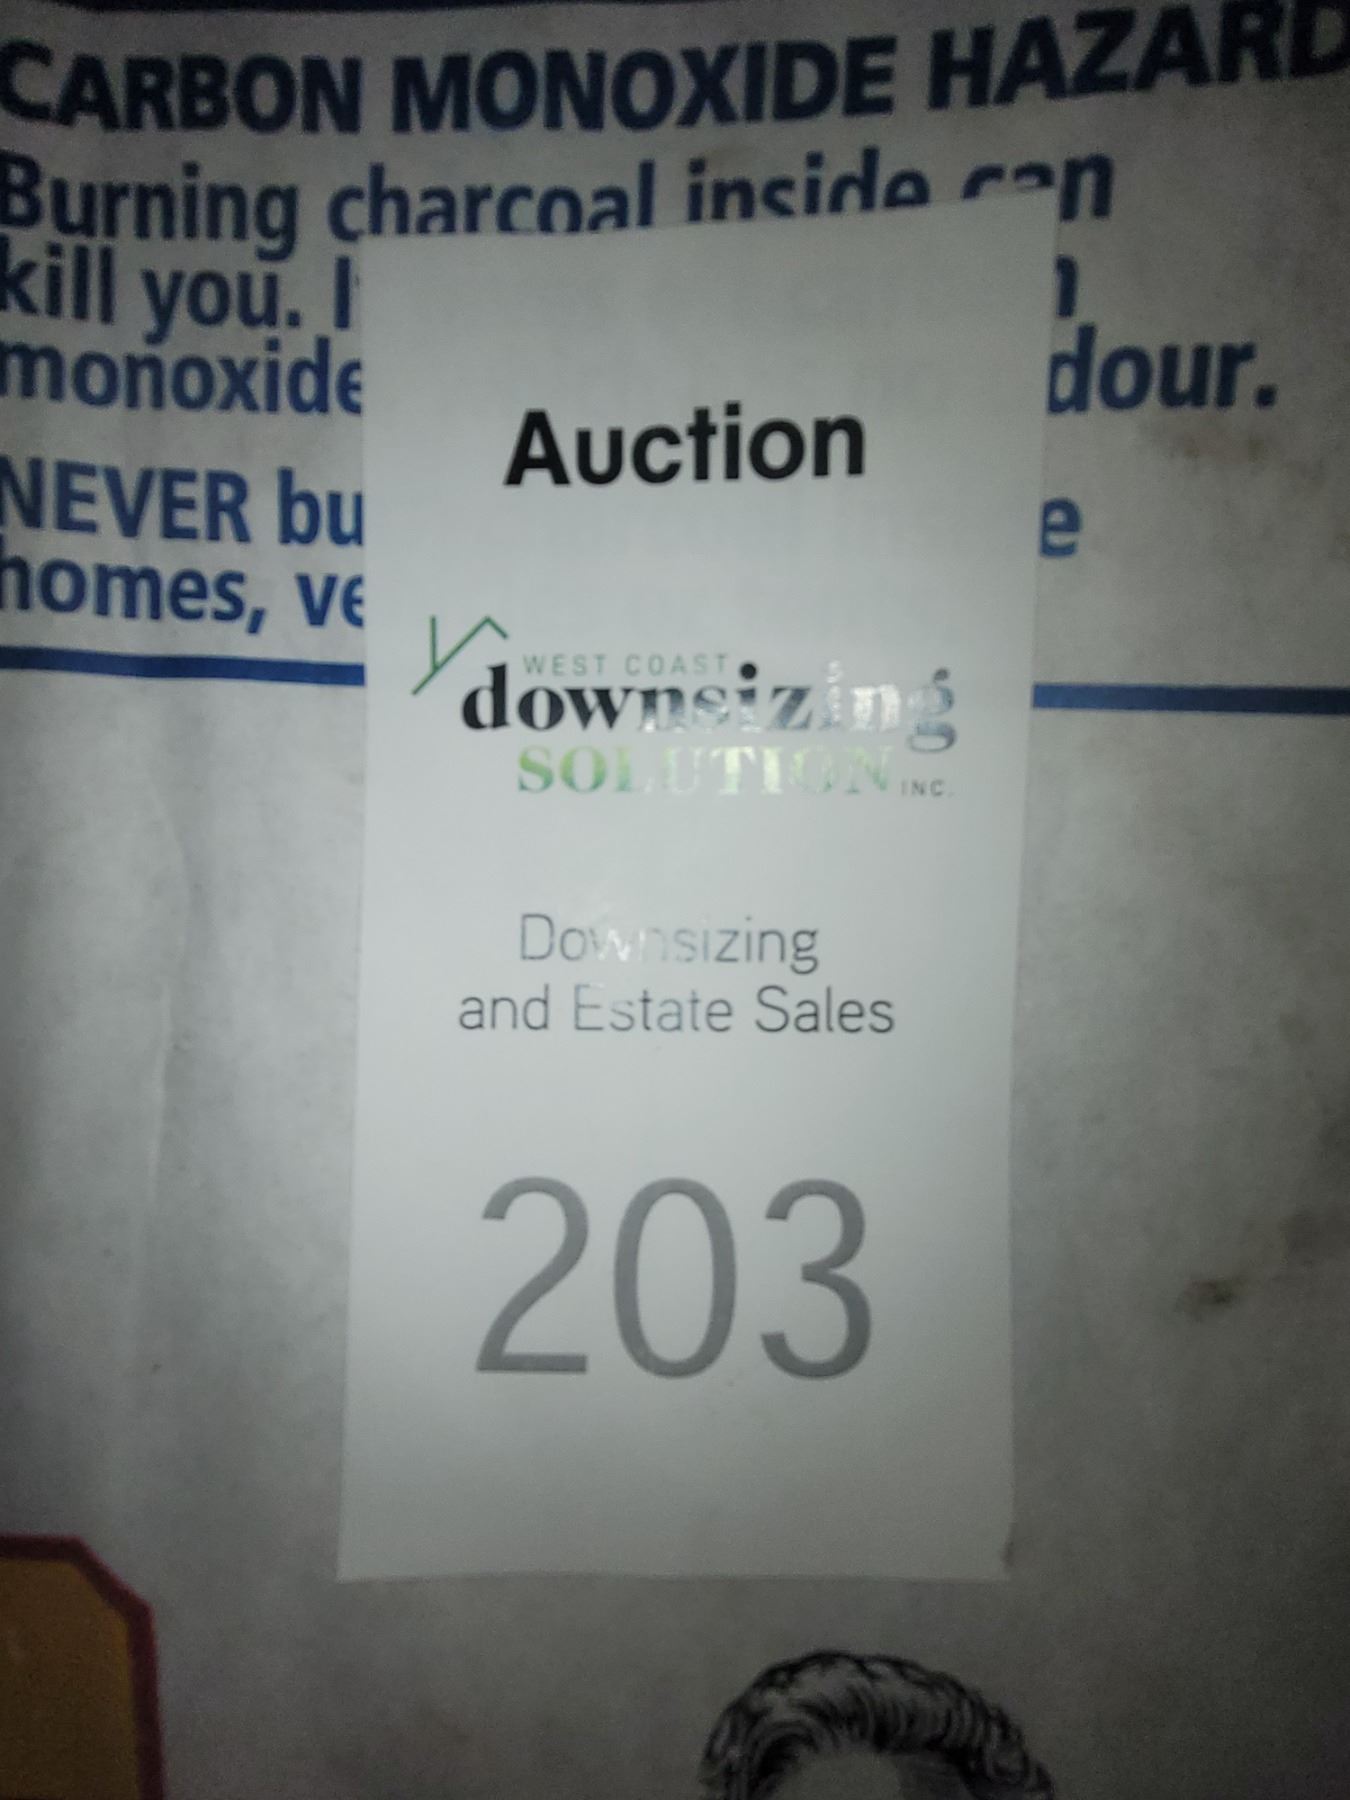 CARBON MONOXIDE HAZARD
Burning charcoal inside can
kill you. I
monoxide dour.
NEVER bu
homes, ve
Auction
WEST COAST
downsizing
SOLUTION INC.
Downsizing
and Estate Sales
203